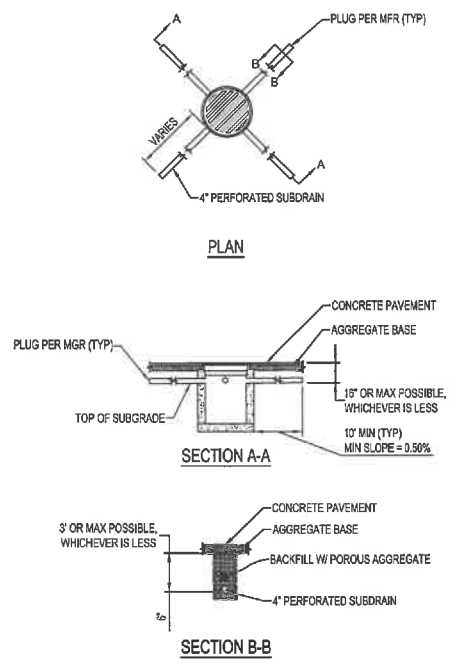 A
PLUG PER MFR (TYP)
B
B
VARIES
A
4" PERFORATED SUBDRAIN
PLAN
CONCRETE PAVEMENT
AGGREGATE BASE
PLUG PER MGR (TYP)
16" OR MAX POSSIBLE,
WHICHEVER IS LESS
TOP OF SUBGRADE
10' MIN (TYP)
MIN SLOPE = 0.50%
SECTION A-A
CONCRETE PAVEMENT
3' OR MAX POSSIBLE,
WHICHEVER IS LESS
AGGREGATE BASE
BACKFILL W/ POROUS AGGREGATE
4" PERFORATED SUBDRAIN
SECTION B-B